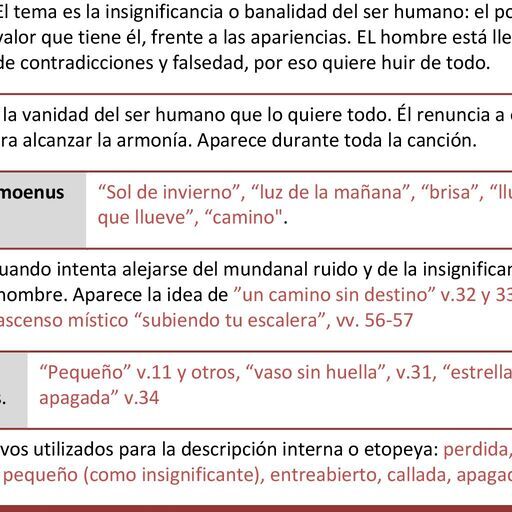 El tema es la insignificancia o banalidad del ser humano: el po
valor que tiene él, frente a las apariencias. EL hombre está lle
de contradicciones y falsedad, por eso quiere huir de todo.
la vanidad del ser humano que lo quiere todo. Él renuncia a
ra alcanzar la armonía. Aparece durante toda la canción.
moenus
“Sol de invierno”, “luz de la mañana”, “brisa”, “llu
que llueve”, “camino".
uando intenta alejarse del mundanal ruido y de la insignifican
hombre. Aparece la idea de ”un camino sin destino” v.32 y 33
ascenso místico “subiendo tu escalera”, vv. 56-57
“Pequeño” v.11 y otros, “vaso sin huella”, v.31, “estrella
s.
apagada” v.34
vos utilizados para la descripción interna o etopeya: perdida,
pequeño (como insignificante), entreabierto, callada, apagad